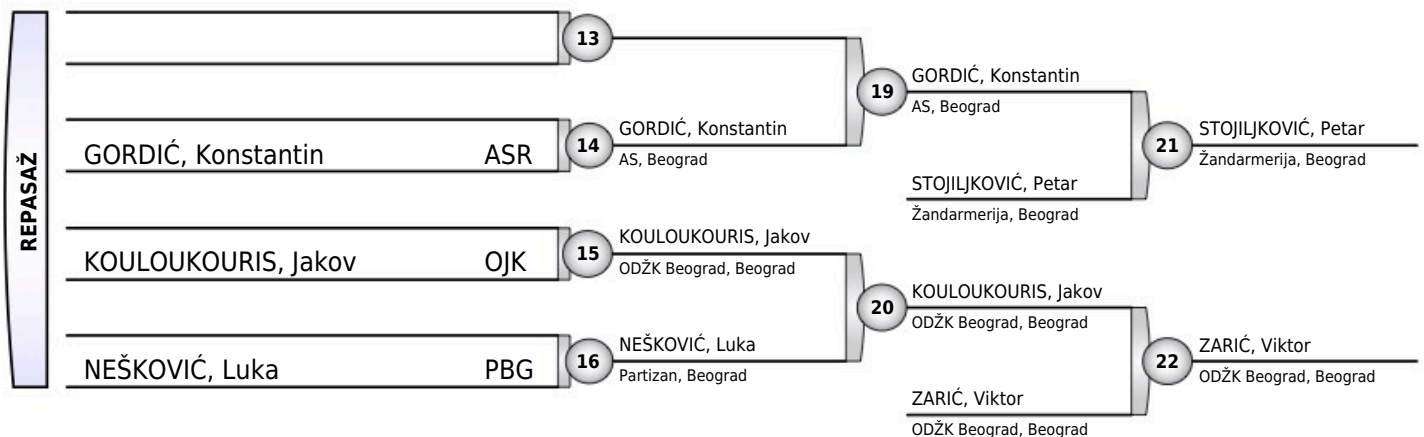 REPASAŽ
13
GORDIĆ, Konstantin ASR
14
GORDIĆ, Konstantin
AS, Beograd
KOULOUKOURIS, Jakov OJK
15
KOULOUKOURIS, Jakov
ODŽK Beograd, Beograd
NEŠKOVIĆ, Luka PBG
16
NEŠKOVIĆ, Luka
Partizan, Beograd
19
GORDIĆ, Konstantin
AS, Beograd
STOJILJKOVIĆ, Petar
Žandarmerija, Beograd
20
KOULOUKOURIS, Jakov
ODŽK Beograd, Beograd
ZARIĆ, Viktor
ODŽK Beograd, Beograd
21
STOJILJKOVIĆ, Petar
Žandarmerija, Beograd
22
ZARIĆ, Viktor
ODŽK Beograd, Beograd